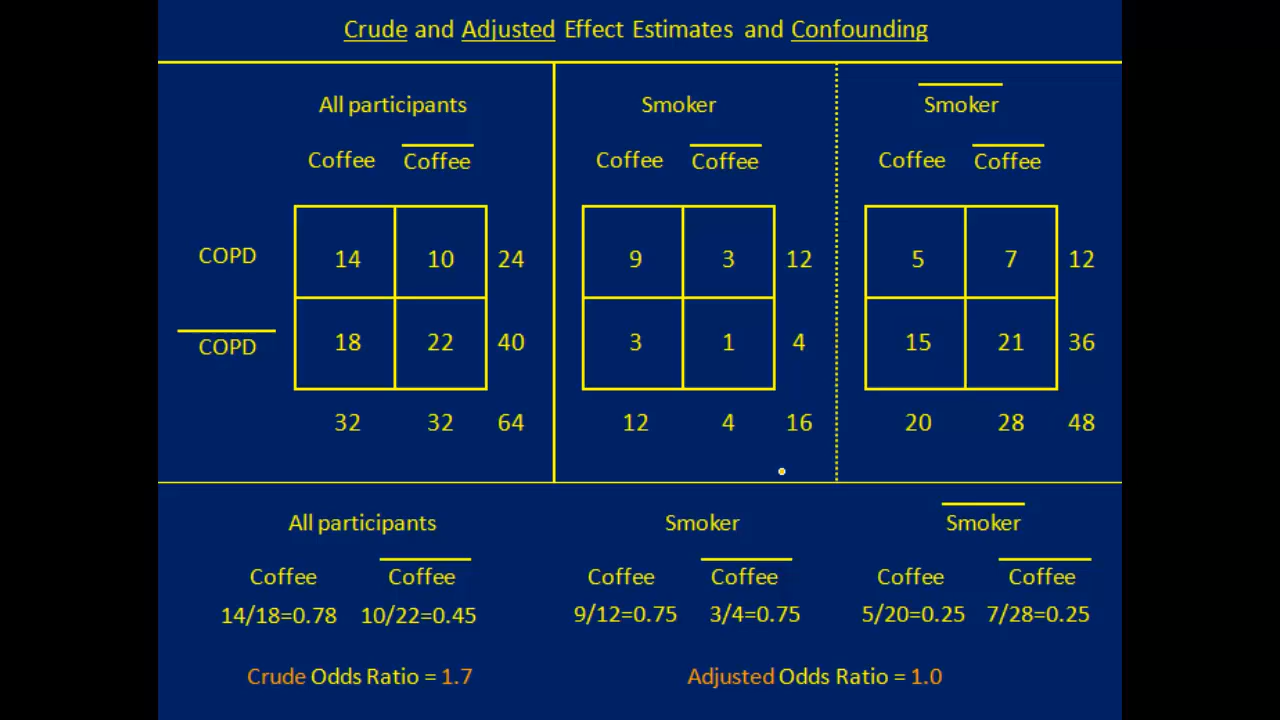 Crude and Adjusted Effect Estimates and Confounding
All participants Smoker Smoker
Coffee Coffee Coffee Coffee Coffee Coffee
COPD 14 10 24 9 3 12 5 7 12
COPD 18 22 40 3 1 4 15 21 36
32 32 64 12 4 16 20 28 48
All participants Smoker Smoker
Coffee Coffee Coffee Coffee Coffee Coffee
14/18=0.78 10/22=0.45 9/12=0.75 3/4=0.75 5/20=0.25 7/28=0.25
Crude Odds Ratio = 1.7 Adjusted Odds Ratio = 1.0